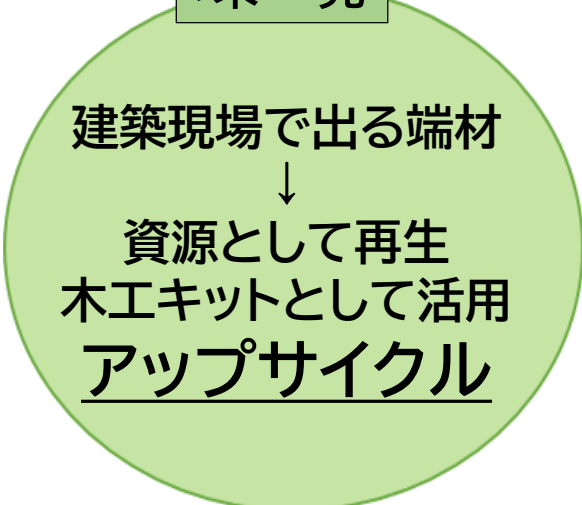 建築現場で出る端材
↓
資源として再生
木工キットとして活用
アップサイクル